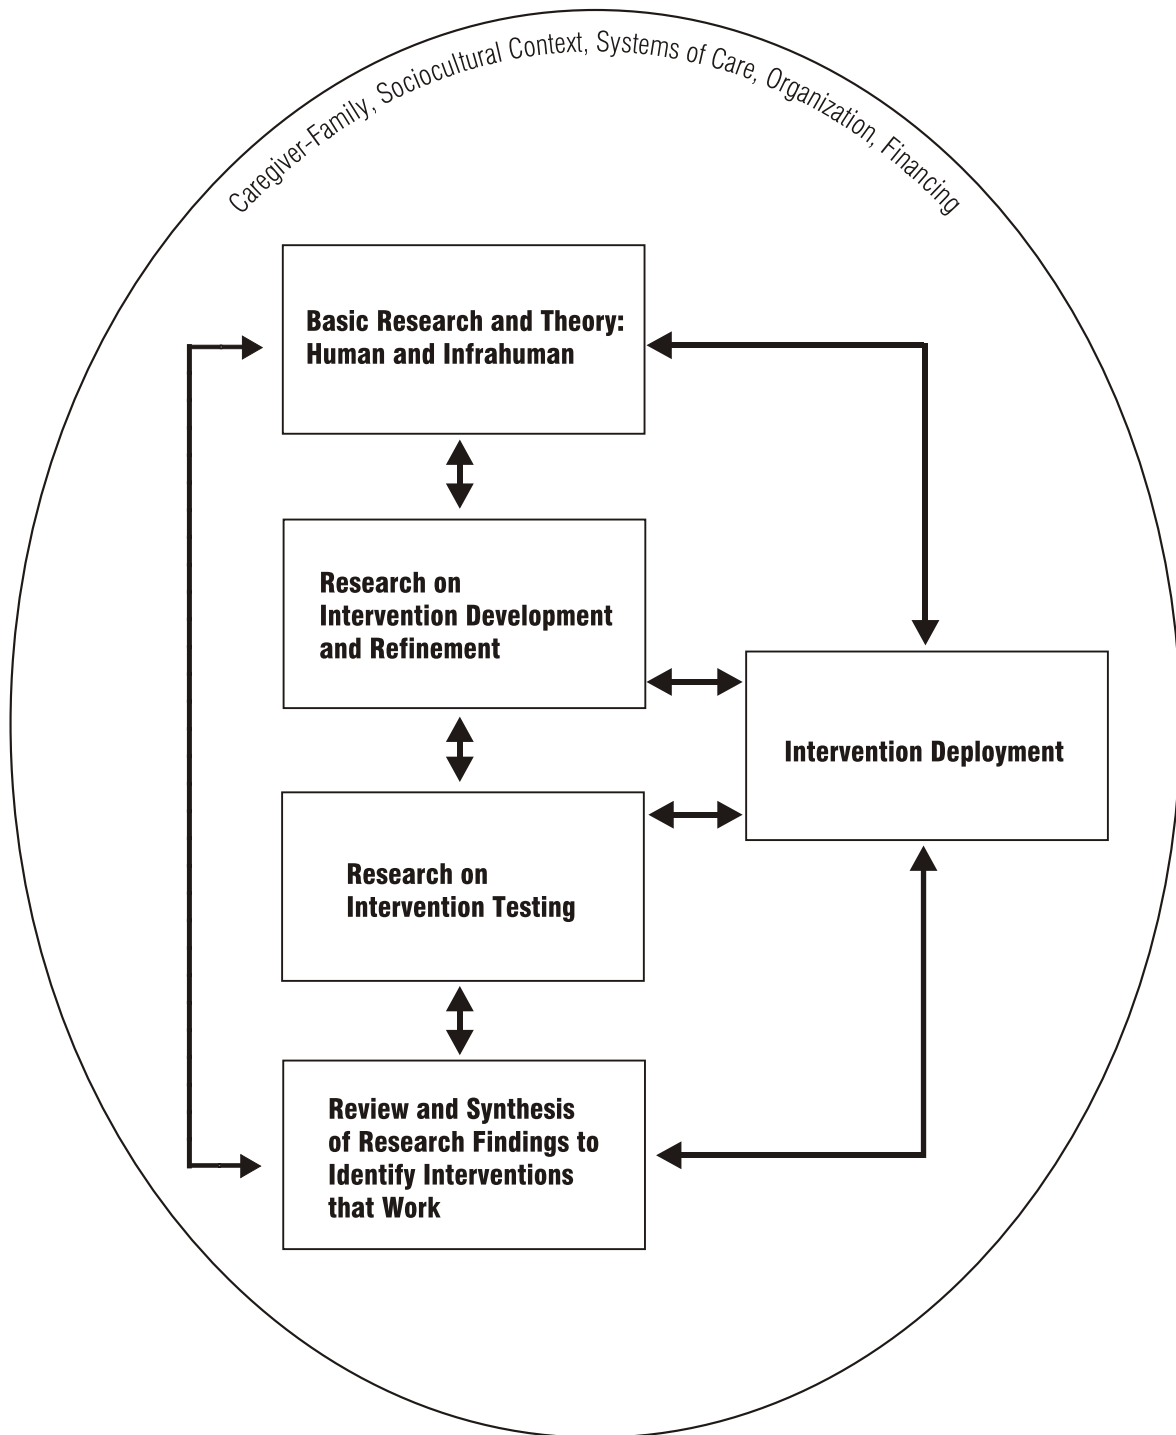 Caregiver-Family, Sociocultural Context, Systems of Care, Organization, Financing
Basic Research and Theory:
Human and Infrahuman
Research on
Intervention Development
and Refinement
Intervention Deployment
Research on
Intervention Testing
Review and Synthesis
of Research Findings to
Identify Interventions
that Work